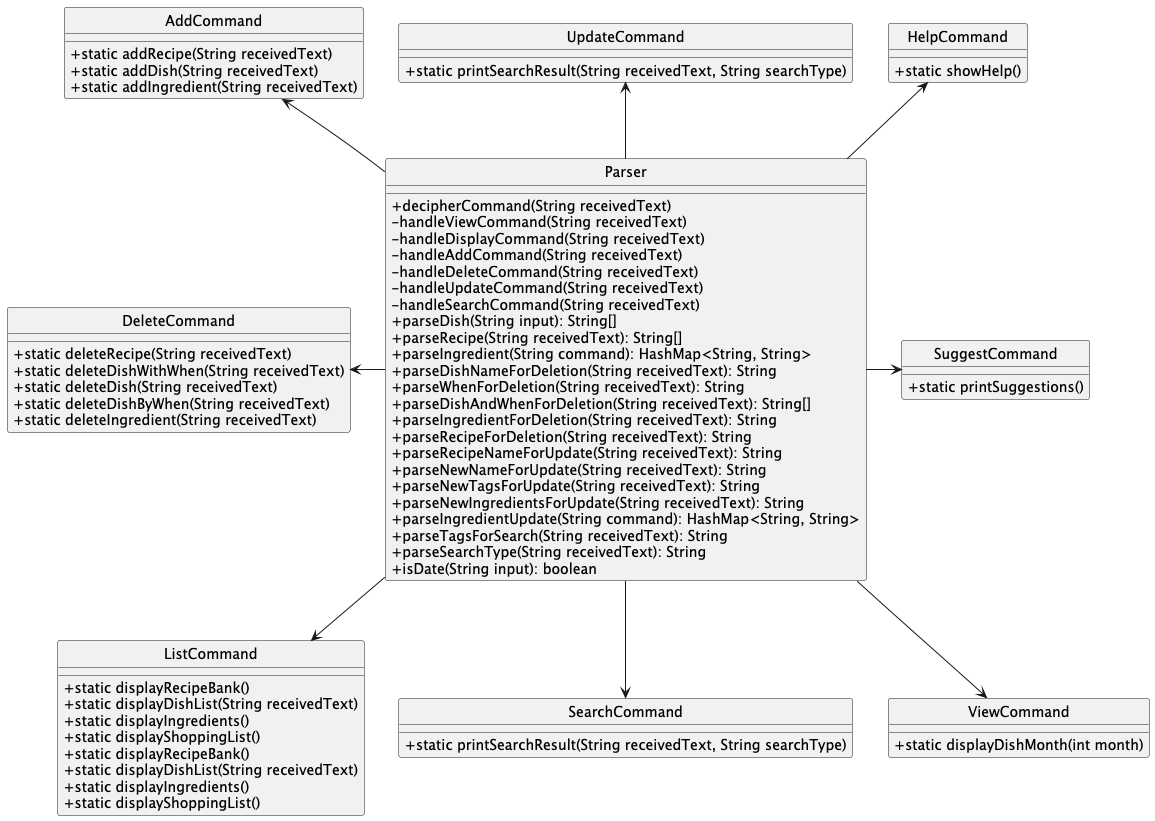 AddCommand
+static addRecipe(String receivedText)
+static addDish(String receivedText)
+static addIngredient(String receivedText)
UpdateCommand
+static printSearchResult(String receivedText, String searchType)
HelpCommand
+static showHelp()
Parser
+decipherCommand(String receivedText)
-handleViewCommand(String receivedText)
-handleDisplayCommand(String receivedText)
-handleAddCommand(String receivedText)
-handleDeleteCommand(String receivedText)
-handleUpdateCommand(String receivedText)
-handleSearchCommand(String receivedText)
+parseDish(String input): String[]
+parseRecipe(String receivedText): String[]
+parseIngredient(String command): HashMap<String, String>
+parseDishNameForDeletion(String receivedText): String
+parseWhenForDeletion(String receivedText): String
+parseDishAndWhenForDeletion(String receivedText): String[]
+parseIngredientForDeletion(String receivedText): String
+parseRecipeForDeletion(String receivedText): String
+parseRecipeNameForUpdate(String receivedText): String
+parseNewNameForUpdate(String receivedText): String
+parseNewTagsForUpdate(String receivedText): String
+parseNewIngredientsForUpdate(String receivedText): String
+parseIngredientUpdate(String command): HashMap<String, String>
+parseTagsForSearch(String receivedText): String
+parseSearchType(String receivedText): String
+isDate(String input): boolean
DeleteCommand
+static deleteRecipe(String receivedText)
+static deleteDishWithWhen(String receivedText)
+static deleteDish(String receivedText)
+static deleteDishByWhen(String receivedText)
+static deleteIngredient(String receivedText)
SuggestCommand
+static printSuggestions()
ListCommand
+static displayRecipeBank()
+static displayDishList(String receivedText)
+static displayIngredients()
+static displayShoppingList()
+static displayRecipeBank()
+static displayDishList(String receivedText)
+static displayIngredients()
+static displayShoppingList()
SearchCommand
+static printSearchResult(String receivedText, String searchType)
ViewCommand
+static displayDishMonth(int month)